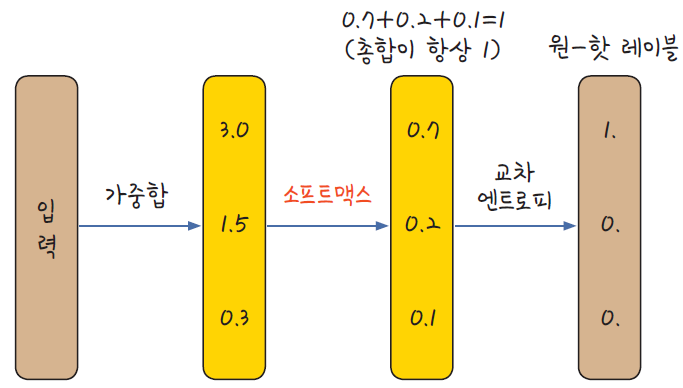 0.7+0.2+0.1=1
(총합이 항상 1)
원-핫 레이블
입
력
가중합
3.0
1.5
0.3
소프트맥스
0.7
0.2
0.1
교차
엔트로피
1.
0.
0.